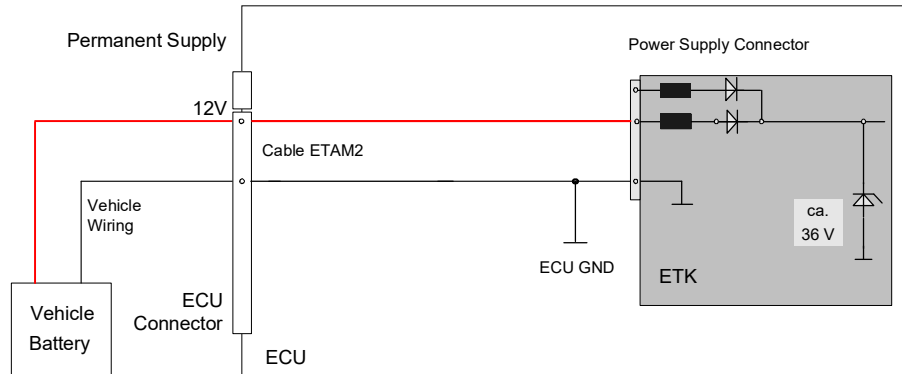 Permanent Supply
Power Supply Connector
12V
Cable ETAM2
Vehicle
Wiring
ca.
36 V
ECU GND
ETK
ECU
Connector
Vehicle
Battery
ECU